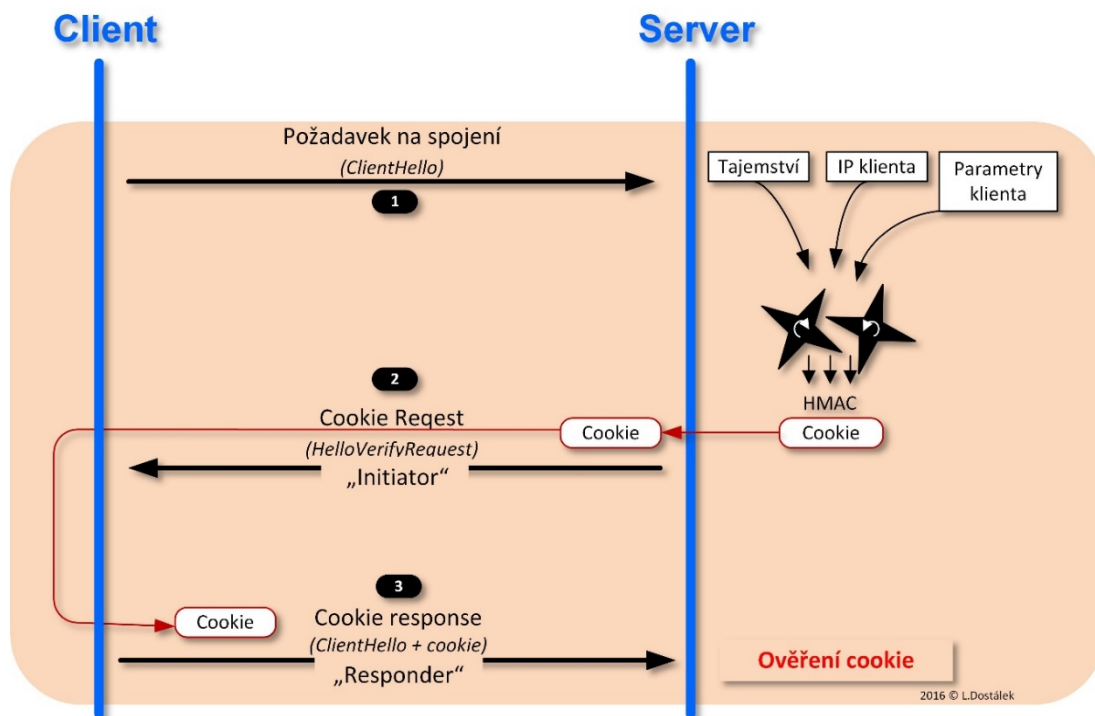 Client
Server
Požadavek na spojení
(ClientHello)
1
Tajemství
IP klienta
Parametry
klienta
HMAC
Cookie
2
Cookie Reqest
Cookie
(HelloVerifyRequest)
„Initiator“
3
Cookie
Cookie response
(ClientHello + cookie)
„Responder“
Ověření cookie
2016 © L.Dostálek